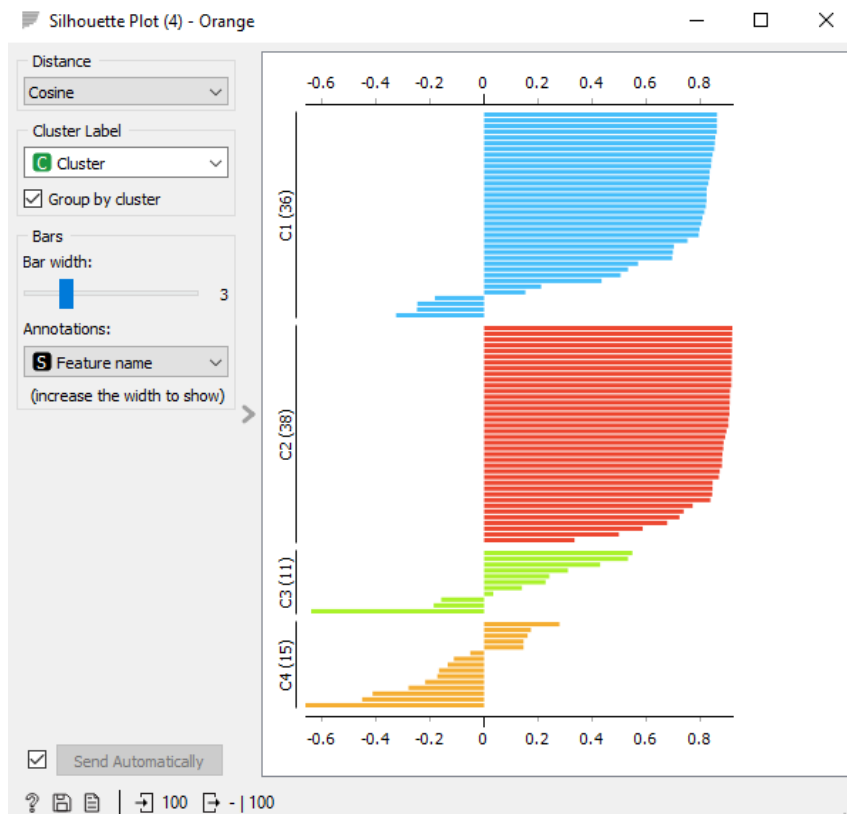 Silhouette Plot (4) - Orange
Distance
Cosine
Cluster Label
C Cluster
Group by cluster
Bars
Bar width:
3
Annotations:
S Feature name
(increase the width to show)
Send Automatically
? 100 - | 100
-0.6 -0.4 -0.2 0 0.2 0.4 0.6 0.8
C1 (36)
C2 (38)
C3 (11)
C4 (15)
-0.6 -0.4 -0.2 0 0.2 0.4 0.6 0.8